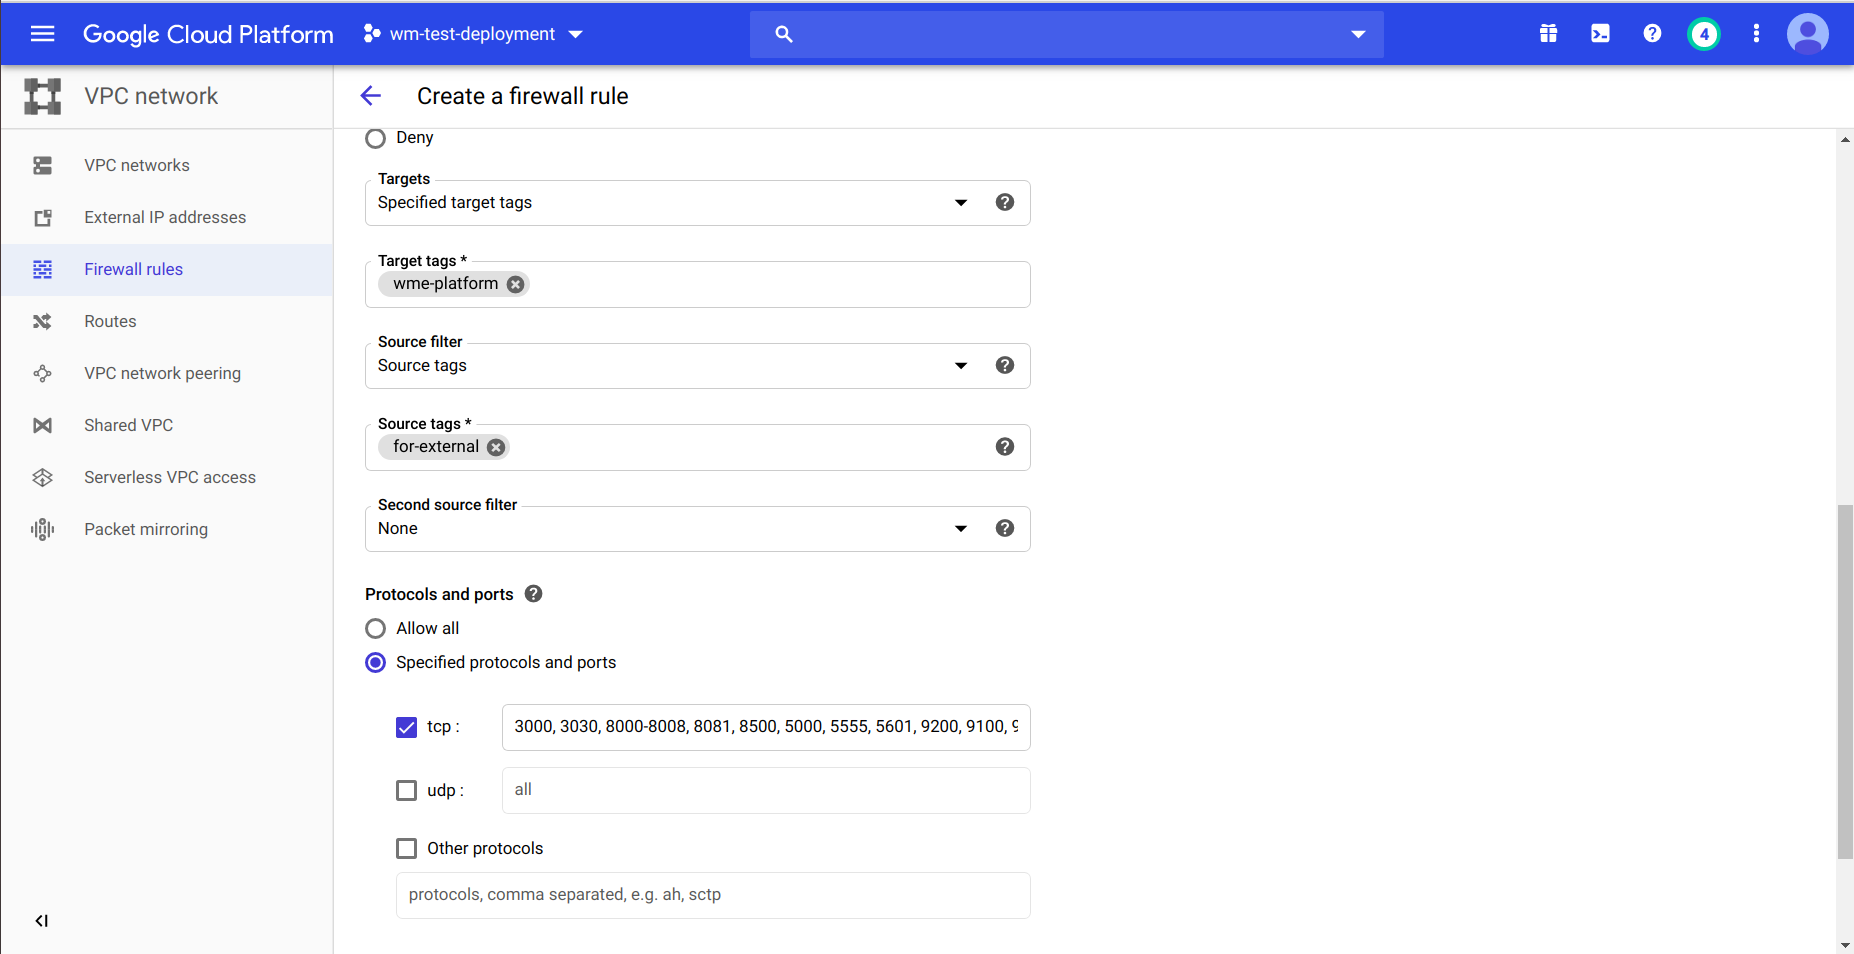 Google Cloud Platform
wm-test-deployment
4
VPC network
Create a firewall rule
VPC networks
External IP addresses
Firewall rules
Routes
VPC network peering
Shared VPC
Serverless VPC access
Packet mirroring
Deny
Targets
Specified target tags
Target tags *
wme-platform
Source filter
Source tags
Source tags *
for-external
Second source filter
None
Protocols and ports
Allow all
Specified protocols and ports
tcp :
3000, 3030, 8000-8008, 8081, 8500, 5000, 5555, 5601, 9200, 9100,
udp :
all
Other protocols
protocols, comma separated, e.g. ah, sctp